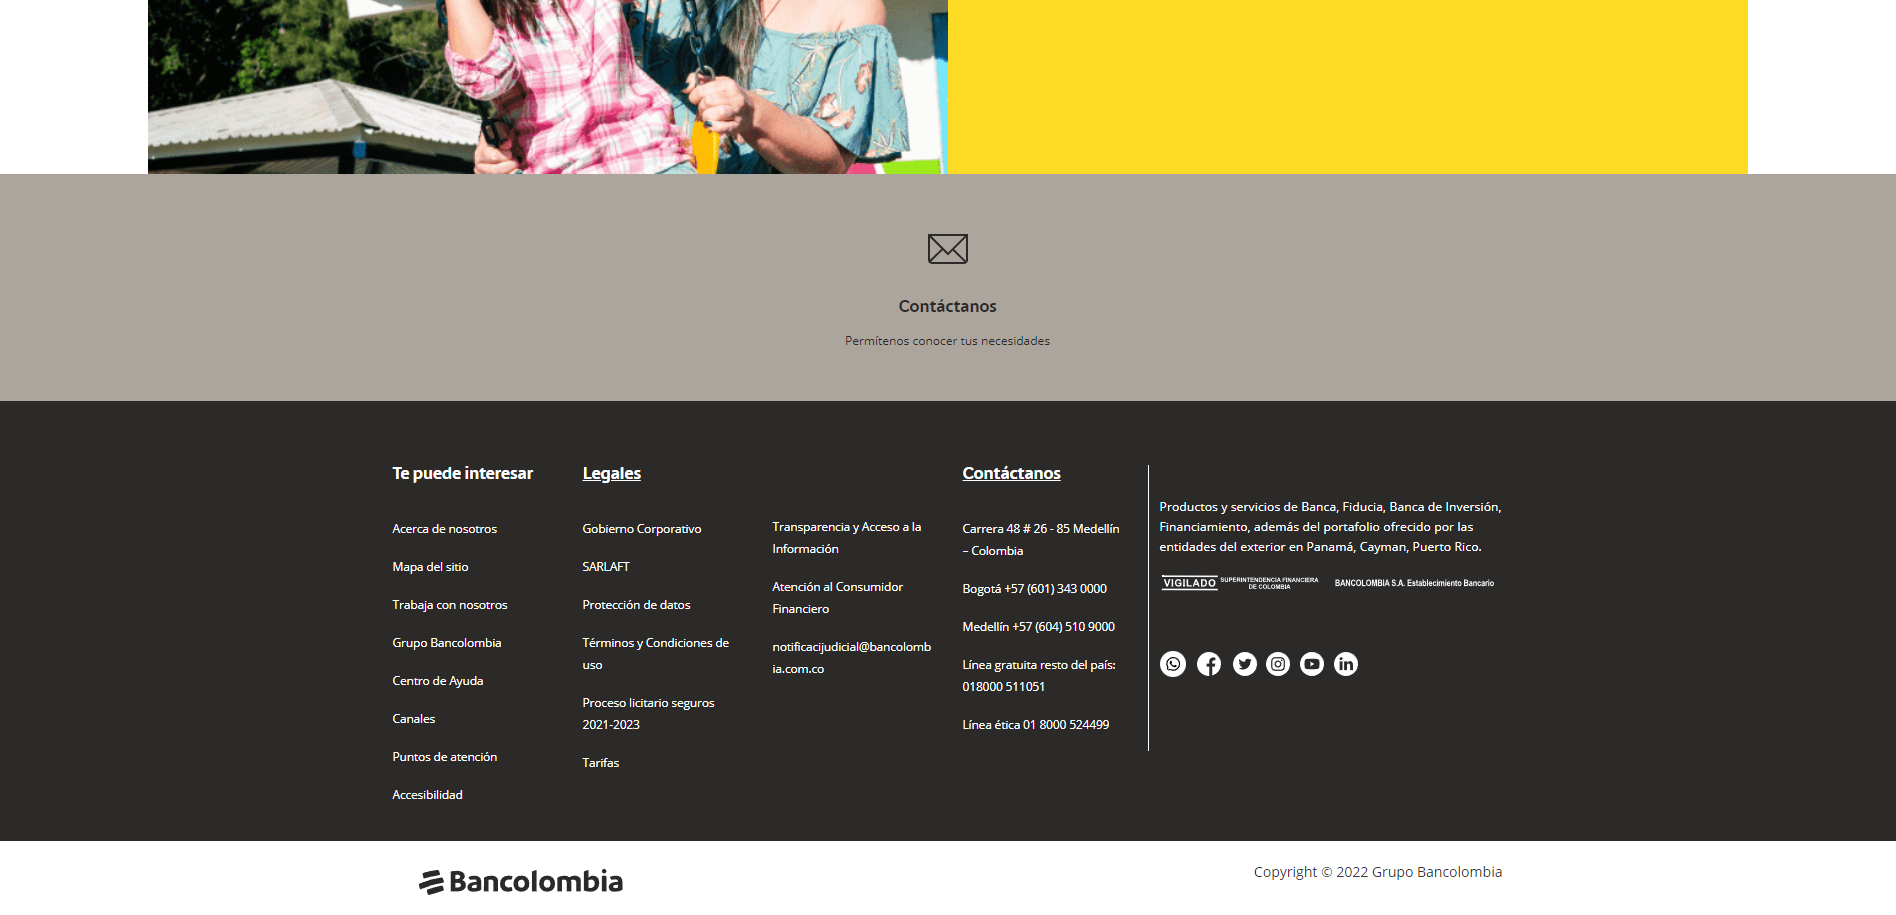 Contáctanos
Permítenos conocer tus necesidades
Te puede interesar
Acerca de nosotros
Mapa del sitio
Trabaja con nosotros
Grupo Bancolombia
Centro de Ayuda
Canales
Puntos de atención
Accesibilidad
Legales
Gobierno Corporativo
SARLAFT
Protección de datos
Términos y Condiciones de
uso
Proceso licitario seguros
2021-2023
Tarifas
Transparencia y Acceso a la
Información
Atención al Consumidor
Financiero
notificacijudicial@bancolomb
ia.com.co
Contáctanos
Carrera 48 # 26 - 85 Medellín
– Colombia
Bogotá +57 (601) 343 0000
Medellín +57 (604) 510 9000
Línea gratuita resto del país:
018000 511051
Línea ética 01 8000 524499
Productos y servicios de Banca, Fiducia, Banca de Inversión,
Financiamiento, además del portafolio ofrecido por las
entidades del exterior en Panamá, Cayman, Puerto Rico.
VIGILADO SUPERINTENDENCIA FINANCIERA
DE COLOMBIA
BANCOLOMBIA S.A. Establecimiento Bancario
Bancolombia
Copyright © 2022 Grupo Bancolombia